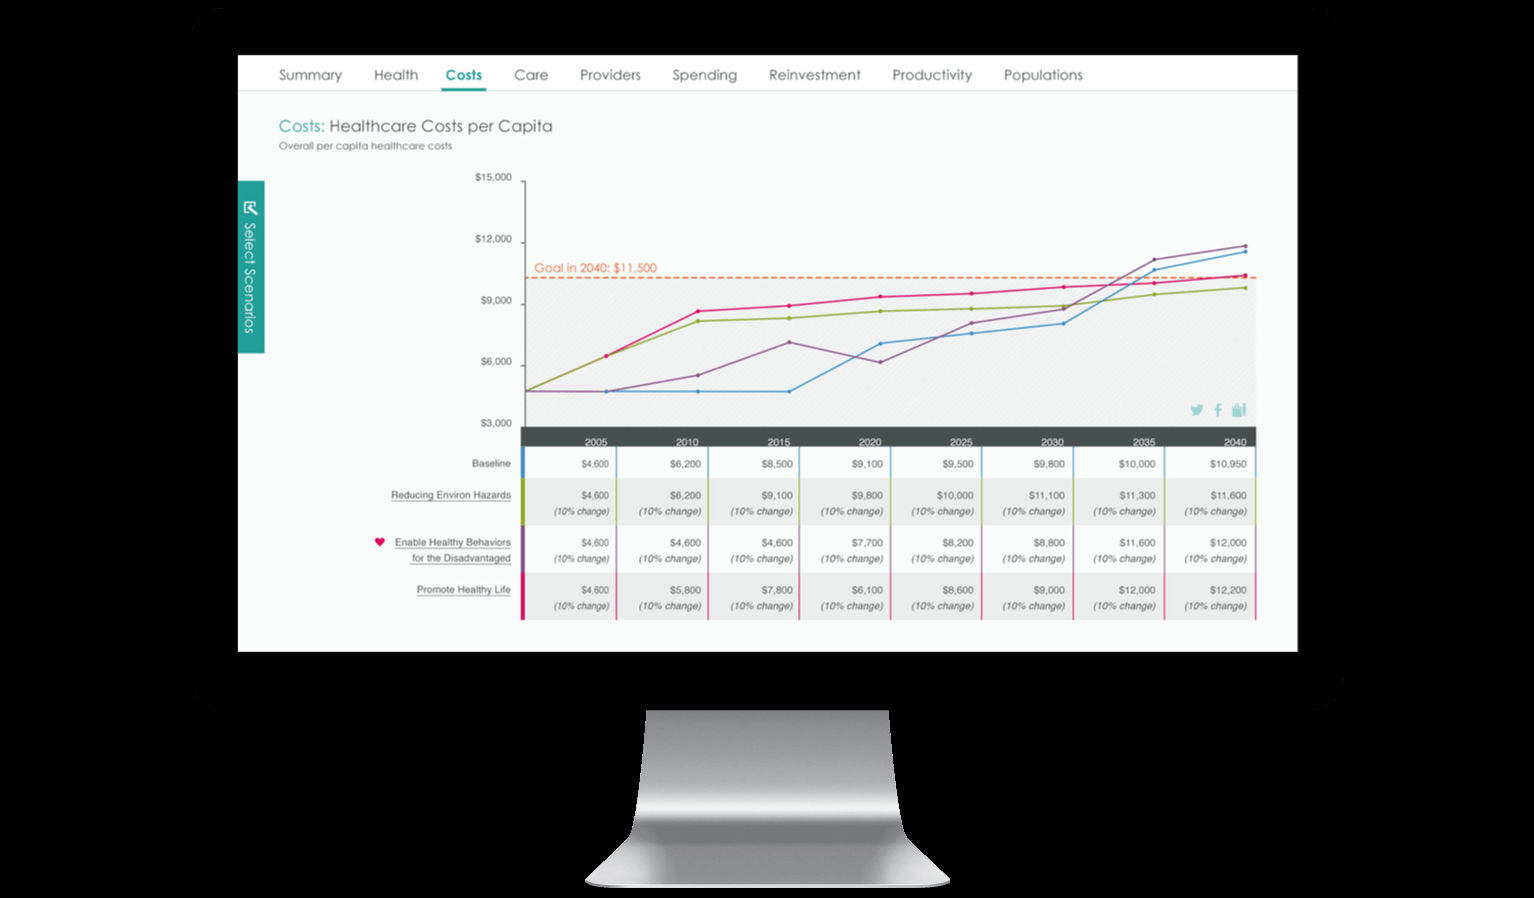 Summary Health Costs Care Providers Spending Reinvestment Productivity Populations
Costs: Healthcare Costs per Capita
Overall per capita healthcare costs
Select Scenarios
$15,000
$12,000
Goal in 2040: $11,500
$9,000
$6,000
$3,000
2005 2010 2015 2020 2025 2030 2035 2040
Baseline $4,600 $6,200 $8,500 $9,100 $9,500 $9,800 $10,000 $10,950
Reducing Environ Hazards $4,600 $6,200 $9,100 $9,800 $10,000 $11,100 $11,300 $11,600
(10% change) (10% change) (10% change) (10% change) (10% change) (10% change) (10% change) (10% change)
Enable Healthy Behaviors $4,600 $4,600 $4,600 $7,700 $8,200 $8,800 $11,600 $12,000
for the Disadvantaged (10% change) (10% change) (10% change) (10% change) (10% change) (10% change) (10% change) (10% change)
Promote Healthy Life $4,600 $5,800 $7,800 $6,100 $8,600 $9,000 $12,000 $12,200
(10% change) (10% change) (10% change) (10% change) (10% change) (10% change) (10% change) (10% change)